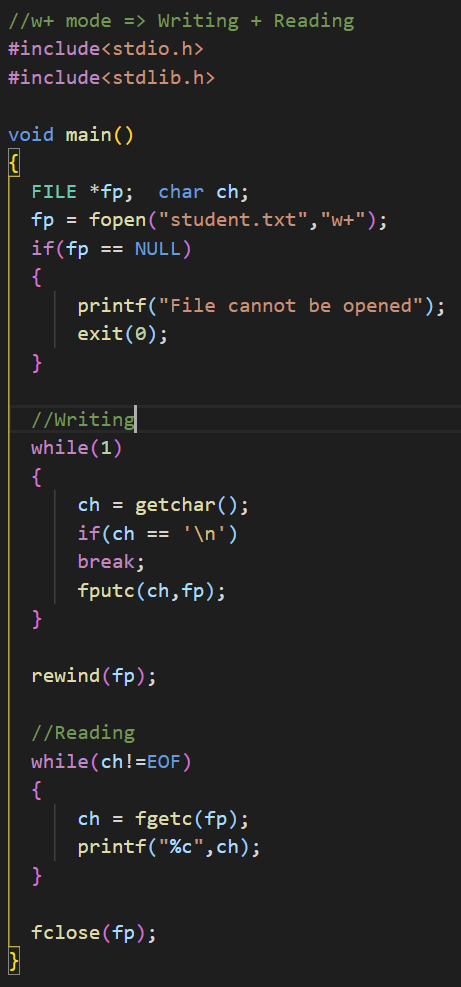 //w+ mode => Writing + Reading
#include<stdio.h>
#include<stdlib.h>
void main()
{
FILE *fp;  char ch;
fp = fopen("student.txt","w+");
if(fp == NULL)
{
printf("File cannot be opened");
exit(0);
}
//Writing
while(1)
{
ch = getchar();
if(ch == '\n')
break;
fputc(ch,fp);
}
rewind(fp);
//Reading
while(ch!=EOF)
{
ch = fgetc(fp);
printf("%c",ch);
}
fclose(fp);
}